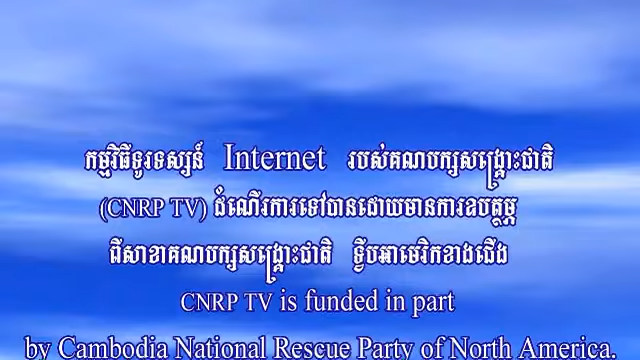 កម្មវិធីទូរទស្សន៍ Internet របស់គណបក្សសង្គ្រោះជាតិ
(CNRP TV) ដំណើរការទៅបានដោយមានការឧបត្ថម្ភ
ពីសាខាគណបក្សសង្គ្រោះជាតិ ទ្វីបអាមេរិកខាងជើង
CNRP TV is funded in part
by Cambodia National Rescue Party of North America.